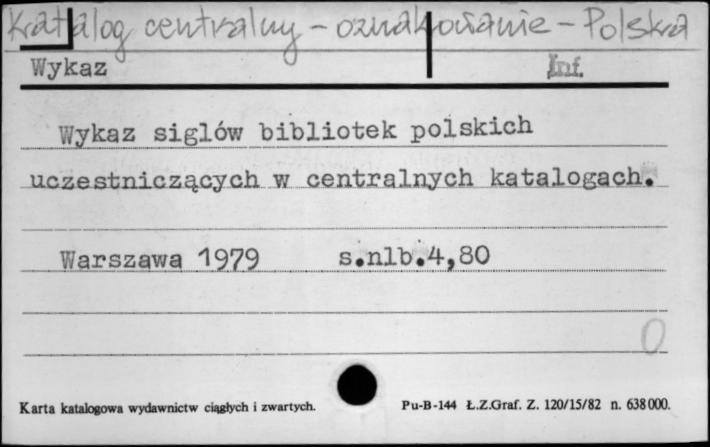 Katalog centralny - oznakowanie - Polska
Wykaz Inf.
Wykaz siglów bibliotek polskich
uczestniczących w centralnych katalogach.
Warszawa 1979 s.nlb.4,80
0
Karta katalogowa wydawnictw ciągłych i zwartych. Pu-B-144 Ł.Z.Graf. Z. 120/15/82 n. 638000.